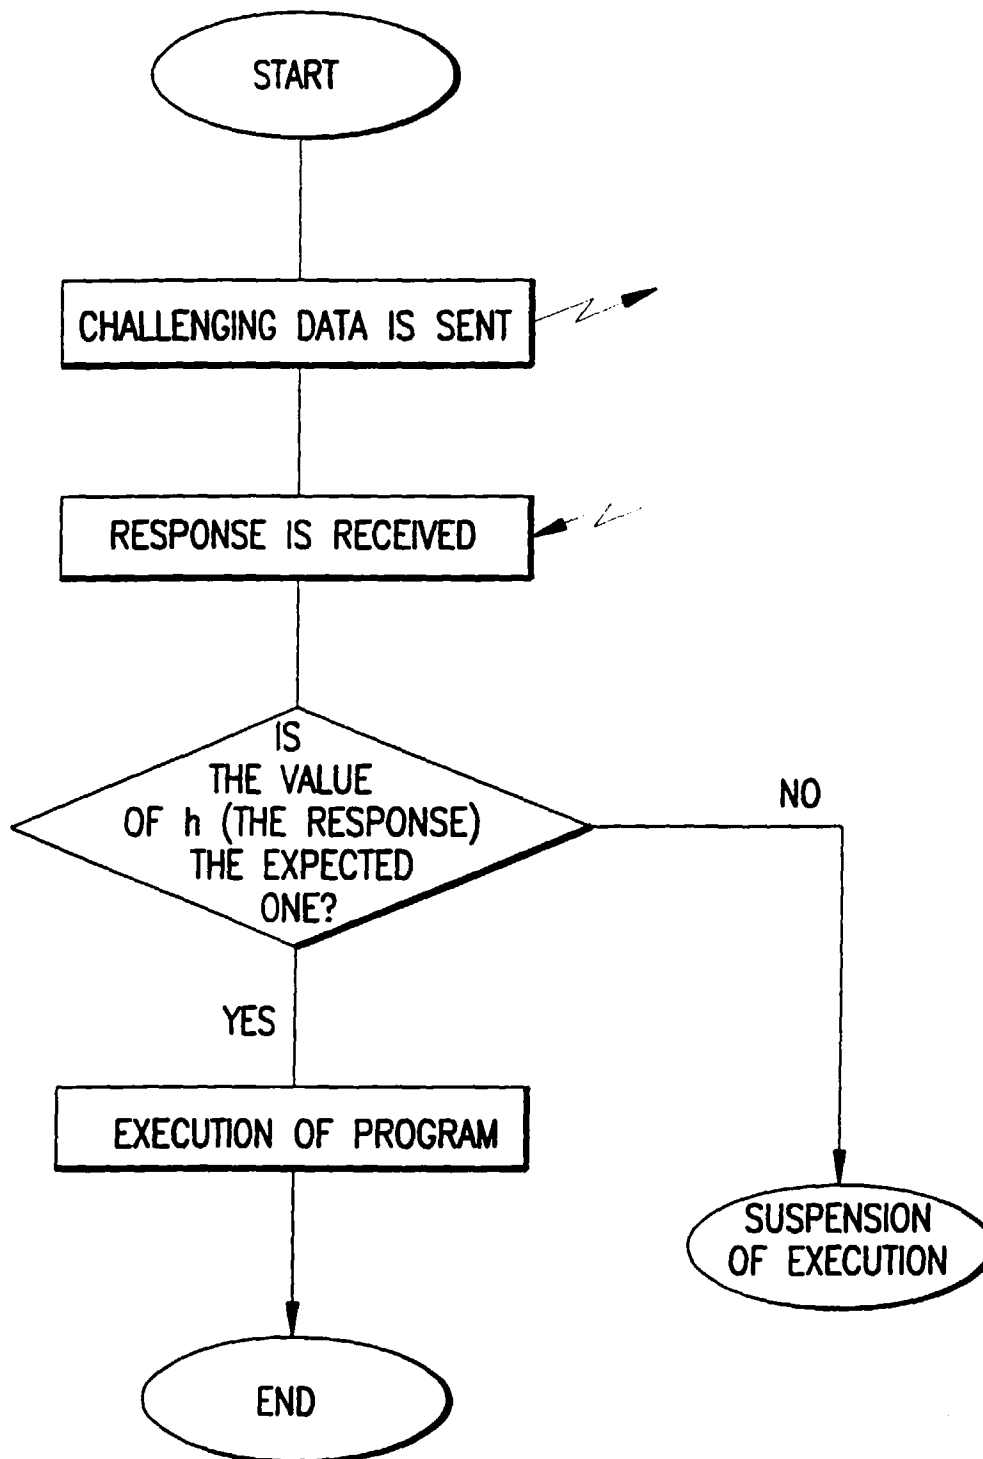 START
CHALLENGING DATA IS SENT
RESPONSE IS RECEIVED
IS
THE VALUE
OF h (THE RESPONSE)
THE EXPECTED
ONE?
NO
YES
EXECUTION OF PROGRAM
SUSPENSION
OF EXECUTION
END